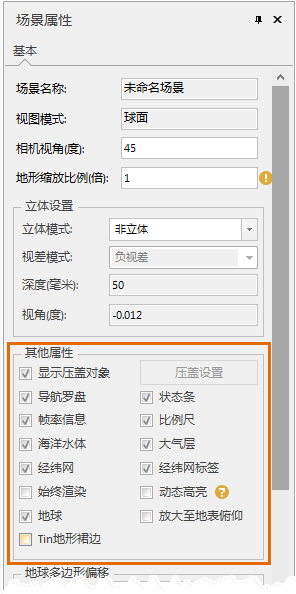 场景属性
基本
场景名称: 未命名场景
视图模式: 球面
相机视角(度): 45
地形缩放比例(倍): 1
立体设置
立体模式: 非立体
视差模式: 负视差
深度(毫米): 50
视角(度): -0.012
其他属性
显示压盖对象 压盖设置
导航罗盘 状态条
帧率信息 比例尺
海洋水体 大气层
经纬网 经纬网标签
始终渲染 动态高亮 ?
地球 放大至地表俯仰
Tin地形裙边
地球多边形偏移